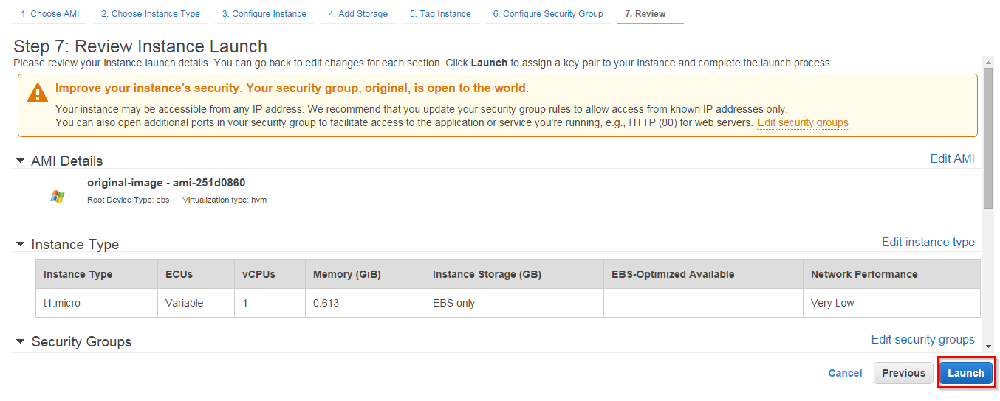 1. Choose AMI 2. Choose Instance Type 3. Configure Instance 4. Add Storage 5. Tag Instance 6. Configure Security Group 7. Review
Step 7: Review Instance Launch
Please review your instance launch details. You can go back to edit changes for each section. Click Launch to assign a key pair to your instance and complete the launch process.
Improve your instance's security. Your security group, original, is open to the world.
Your instance may be accessible from any IP address. We recommend that you update your security group rules to allow access from known IP addresses only.
You can also open additional ports in your security group to facilitate access to the application or service you're running, e.g., HTTP (80) for web servers. Edit security groups
AMI Details Edit AMI
original-image - ami-251d0860
Root Device Type: ebs Virtualization type: hvm
Instance Type Edit instance type
Instance Type ECUs vCPUs Memory (GiB) Instance Storage (GB) EBS-Optimized Available Network Performance
t1.micro Variable 1 0.613 EBS only - Very Low
Security Groups Edit security groups
Cancel Previous Launch